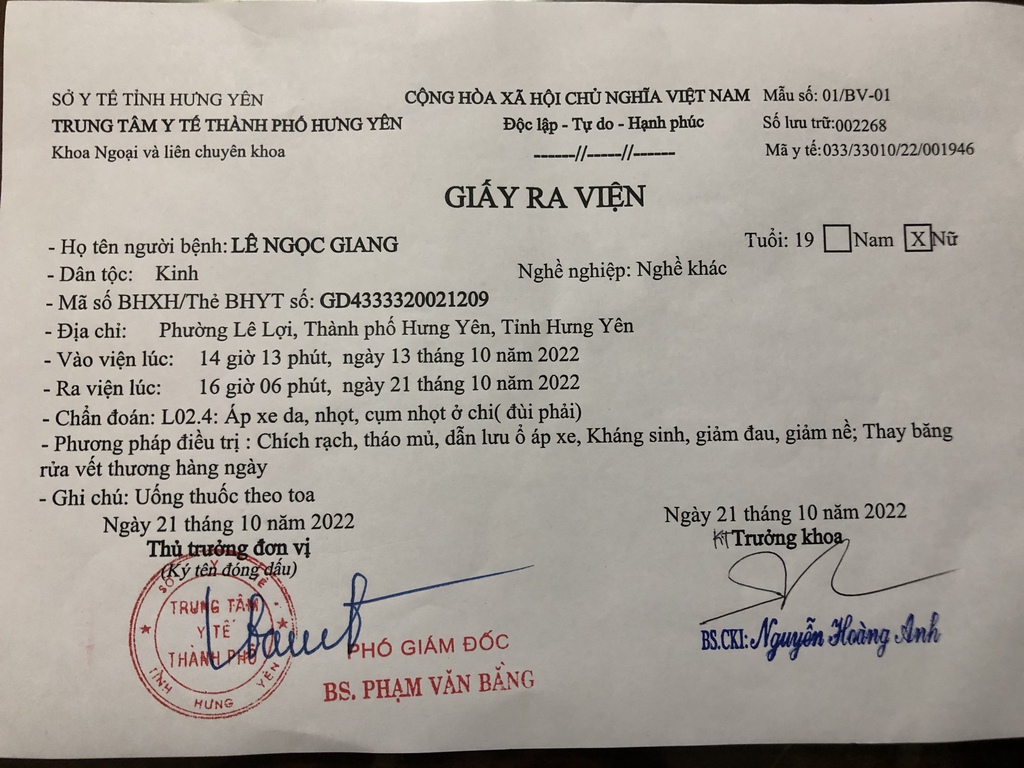 SỞ Y TẾ TỈNH HƯNG YÊN
TRUNG TÂM Y TẾ THÀNH PHỐ HƯNG YÊN
Khoa Ngoại và liên chuyên khoa
CỘNG HÒA XÃ HỘI CHỦ NGHĨA VIỆT NAM
Độc lập - Tự do - Hạnh phúc
-----//----//-----
Mẫu số: 01/BV-01
Số lưu trữ:002268
Mã y tế:033/33010/22/001946
GIẤY RA VIỆN
- Họ tên người bệnh: LÊ NGỌC GIANG Tuổi: 19 Nam X Nữ
- Dân tộc: Kinh Nghề nghiệp: Nghề khác
- Mã số BHXH/Thẻ BHYT số: GD4333320021209
- Địa chỉ: Phường Lê Lợi, Thành phố Hưng Yên, Tỉnh Hưng Yên
- Vào viện lúc: 14 giờ 13 phút, ngày 13 tháng 10 năm 2022
- Ra viện lúc: 16 giờ 06 phút, ngày 21 tháng 10 năm 2022
- Chẩn đoán: L02.4: Áp xe da, nhọt, cụm nhọt ở chi( đùi phải)
- Phương pháp điều trị : Chích rạch, tháo mủ, dẫn lưu ổ áp xe, Kháng sinh, giảm đau, giảm nề; Thay băng
rửa vết thương hàng ngày
- Ghi chú: Uống thuốc theo toa
Ngày 21 tháng 10 năm 2022
Thủ trưởng đơn vị
(Ký tên đóng dấu)
TRUNG TÂM
Y TẾ
THÀNH PHỐ
HƯNG YÊN
PHÓ GIÁM ĐỐC
BS. PHẠM VĂN BẰNG
Ngày 21 tháng 10 năm 2022
KT Trưởng khoa
BS.CKI: Nguyễn Hoàng Anh